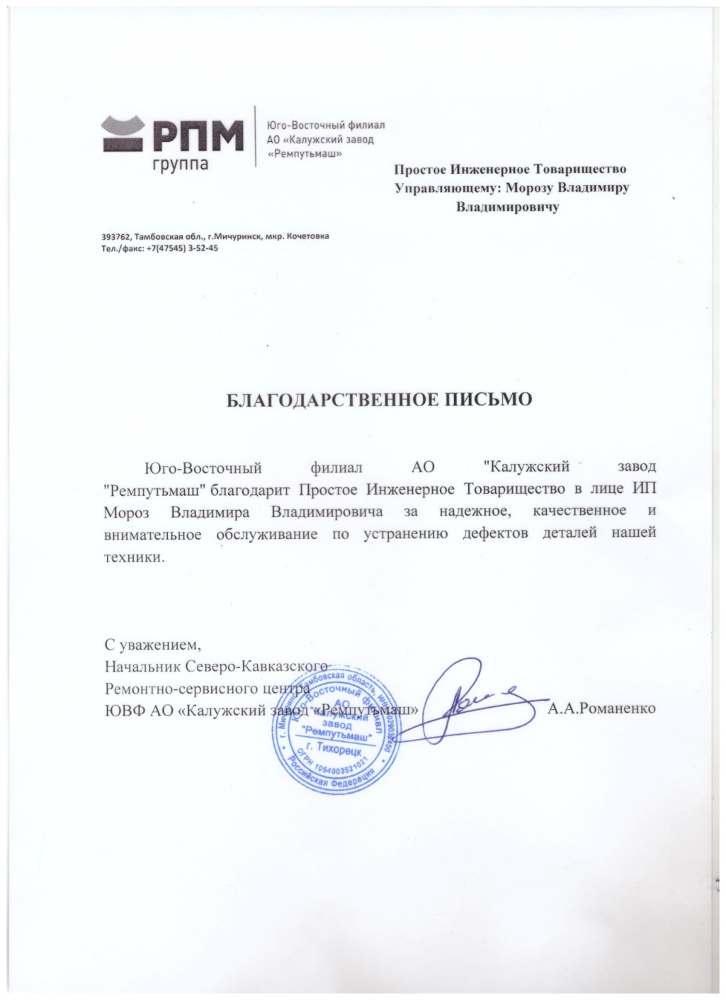 РПМ
группа
Юго-Восточный филиал
АО «Калужский завод
«Ремпутьмаш»
Простое Инженерное Товарищество
Управляющему: Морозу Владимиру
Владимировичу
393762, Тамбовская обл., г.Мичуринск, мкр. Кочетовка
Тел./факс: +7(47545) 3-52-45
БЛАГОДАРСТВЕННОЕ ПИСЬМО
Юго-Восточный филиал АО "Калужский завод
"Ремпутьмаш" благодарит Простое Инженерное Товарищество в лице ИП
Мороз Владимира Владимировича за надежное, качественное и
внимательное обслуживание по устранению дефектов деталей нашей
техники.
С уважением,
Начальник Северо-Кавказского
Ремонтно-сервисного центра
ЮВФ АО «Калужский завод «Ремпутьмаш» А.А.Романенко
Тамбовская область, ИНН 4029032450
Юго-Восточный филиал
АО
"Калужский
завод
"Ремпутьмаш"
г. Тихорецк
ОГРН 1054003521021
Российская Федерация